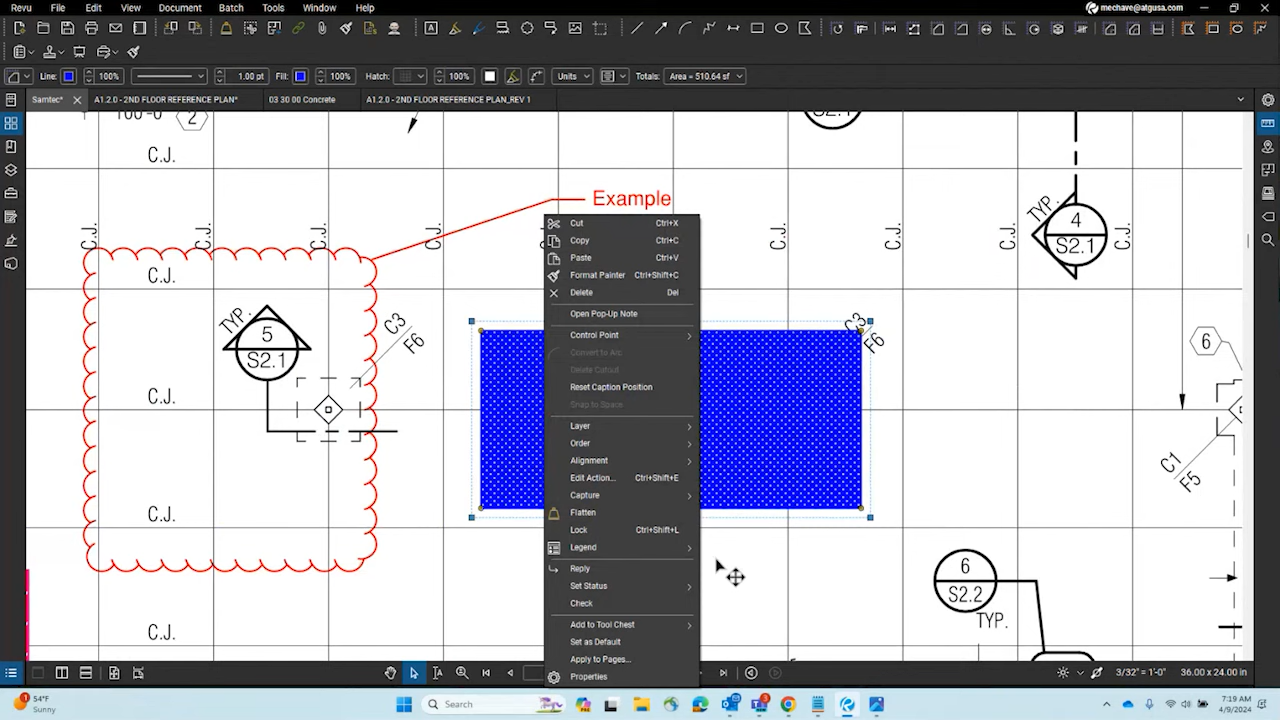 Revu File Edit View Document Batch Tools Window Help
mechave@atgusa.com
Line: 100% 1.00 pt Fill: 100% Hatch: 100% Units Totals: Area = 510.64 sf
Samtec* A1.2.0 - 2ND FLOOR REFERENCE PLAN* 03 30 00 Concrete A1.2.0 - 2ND FLOOR REFERENCE PLAN_REV 1
2
C.J.
Example
TYP.
4
S2.1
C.J.
C.J.
C.J.
C.J.
C.J.
C.J.
C.J.
C.J.
TYP.
5
S2.1
C3
F6
C3
F6
6
C.J.
C1
F5
C.J.
6
S2.2
TYP.
C.J.
Cut Ctrl+X
Copy Ctrl+C
Paste Ctrl+V
Format Painter Ctrl+Shift+C
Delete Del
Open Pop-Up Note
Control Point
Convert to Arc
Delete Cutout
Reset Caption Position
Snap to Space
Layer
Order
Alignment
Edit Action... Ctrl+Shift+E
Capture
Flatten
Lock Ctrl+Shift+L
Legend
Reply
Set Status
Check
Add to Tool Chest
Set as Default
Apply to Pages...
Properties
3/32" = 1'-0" 36.00 x 24.00 in
54°F
Sunny
Search
7:19 AM
4/9/2024